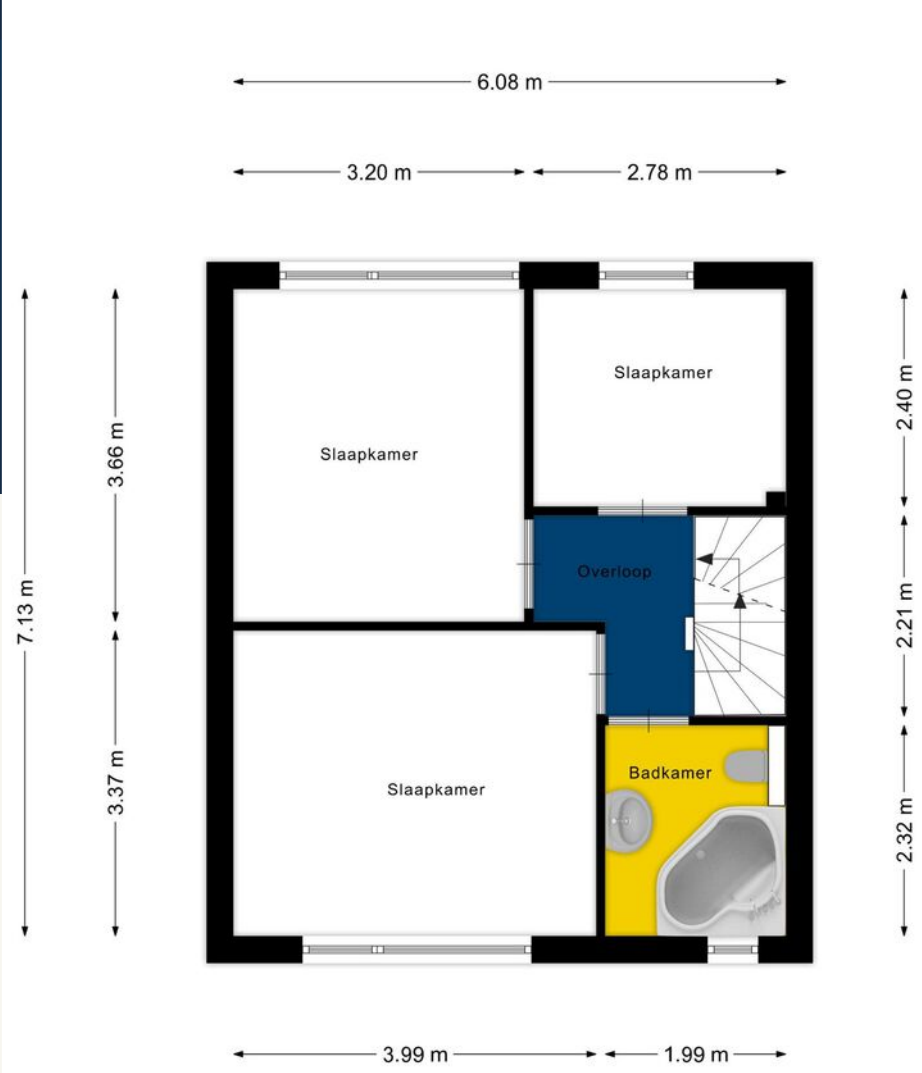 6.08 m
3.20 m
2.78 m
Slaapkamer
2.40 m
3.66 m
Slaapkamer
Overloop
7.13 m
2.21 m
Badkamer
3.37 m
Slaapkamer
2.32 m
3.99 m
1.99 m